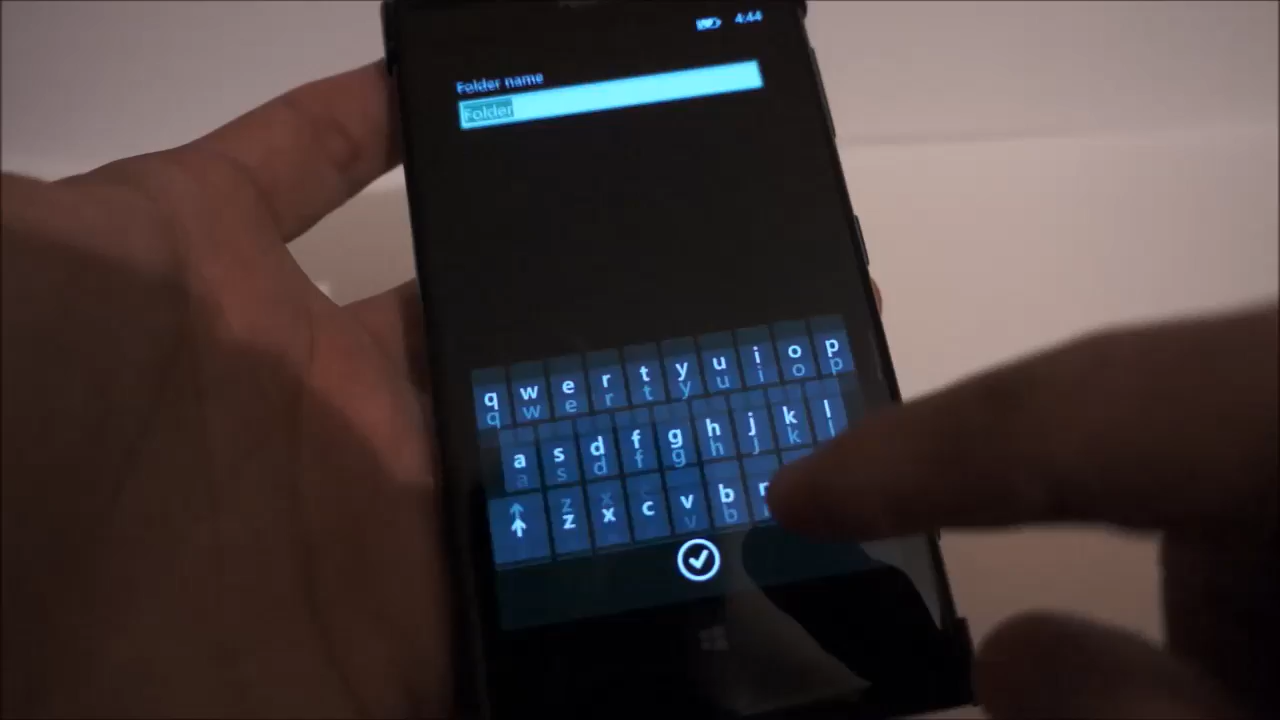 4:44
Folder name
Folder
q w e r t y u i o p
a s d f g h j k l
z x c v b